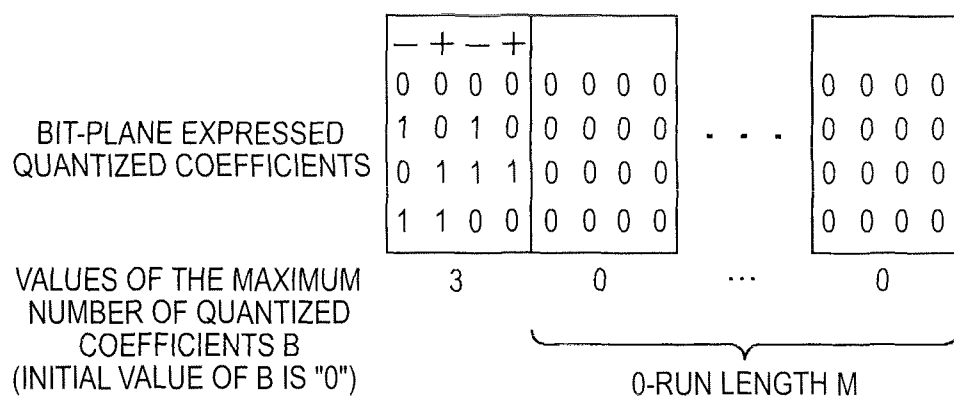 − + − +
0 0 0 0 0 0 0 0 0 0 0 0
BIT-PLANE EXPRESSED 1 0 1 0 0 0 0 0 . . . 0 0 0 0
QUANTIZED COEFFICIENTS 0 1 1 1 0 0 0 0 0 0 0 0
1 1 0 0 0 0 0 0 0 0 0 0
VALUES OF THE MAXIMUM 3 0 ... 0
NUMBER OF QUANTIZED
COEFFICIENTS B
(INITIAL VALUE OF B IS "0") 0-RUN LENGTH M